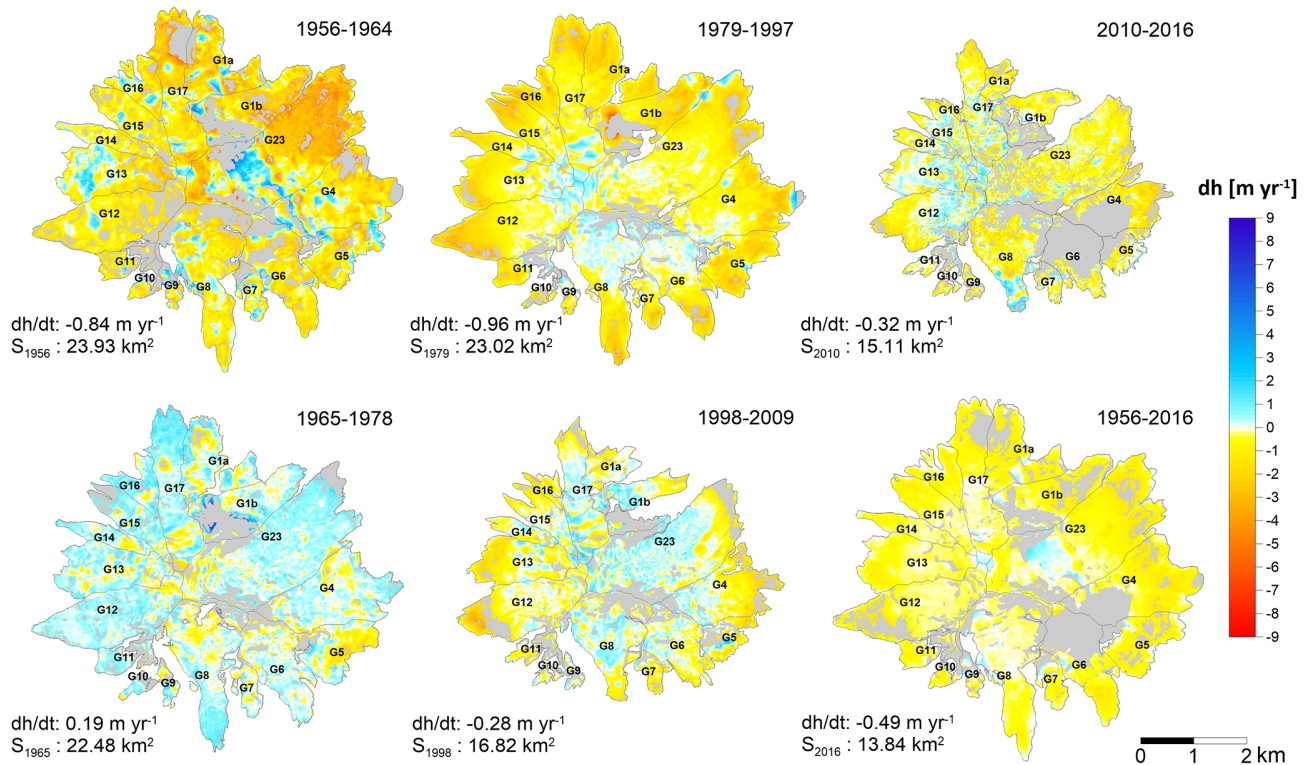 1956-1964
G1a
G16
G17
G1b
G15
G14
G23
G13
G4
G12
G5
G11
G10
G9
G8
G7
G6
dh/dt: -0.84 m yr-1
S1956 : 23.93 km2
1979-1997
G1a
G16
G17
G1b
G15
G14
G23
G13
G4
G12
G5
G11
G10
G9
G8
G7
G6
dh/dt: -0.96 m yr-1
S1979 : 23.02 km2
2010-2016
G1a
G16
G17
G1b
G15
G14
G23
G13
G4
G12
G5
G11
G10
G9
G8
G7
G6
dh/dt: -0.32 m yr-1
S2010 : 15.11 km2
dh [m yr-1]
9
8
7
6
5
4
3
2
1
0
-1
-2
-3
-4
-5
-6
-7
-8
-9
1965-1978
G1a
G16
G17
G1b
G15
G14
G23
G13
G4
G12
G5
G11
G10
G9
G8
G7
G6
dh/dt: 0.19 m yr-1
S1965 : 22.48 km2
1998-2009
G1a
G16
G17
G1b
G15
G14
G23
G13
G4
G12
G5
G11
G10
G9
G8
G7
G6
dh/dt: -0.28 m yr-1
S1998 : 16.82 km2
1956-2016
G1a
G16
G17
G1b
G15
G14
G23
G13
G4
G12
G5
G11
G10
G9
G8
G7
G6
dh/dt: -0.49 m yr-1
S2016 : 13.84 km2
0 1 2 km